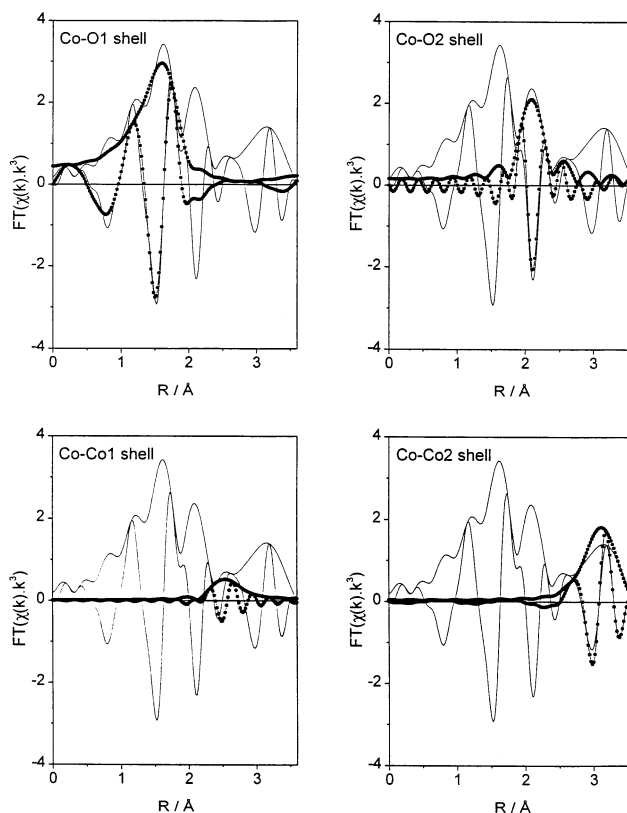 Co-O1 shell
4
2
0
-2
-4
FT(χ(k).k³)
0 1 2 3
R / Å
Co-O2 shell
4
2
0
-2
-4
FT(χ(k).k³)
0 1 2 3
R / Å
Co-Co1 shell
4
2
0
-2
-4
FT(χ(k).k³)
0 1 2 3
R / Å
Co-Co2 shell
4
2
0
-2
-4
FT(χ(k).k³)
0 1 2 3
R / Å